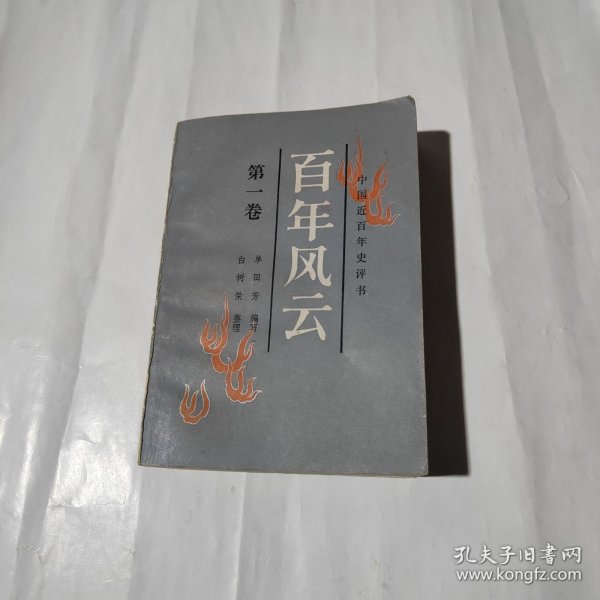 中国近百年史评书
百年风云
第一卷
单田芳 编写
白树荣 整理
孔夫子旧书网
www.kongfz.com